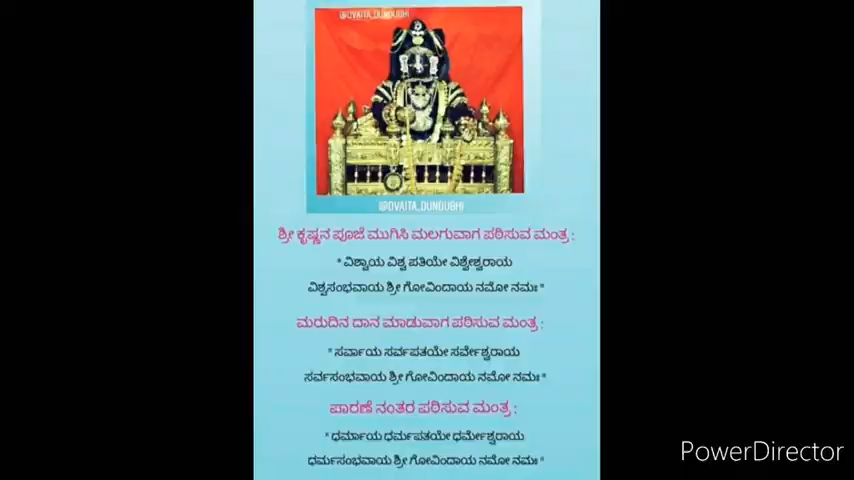 @DVAITA_DUNDUBHI
@DVAITA_DUNDUBHI
ಶ್ರೀ ಕೃಷ್ಣನ ಪೂಜೆ ಮುಗಿಸಿ ಮಲಗುವಾಗ ಪಠಿಸುವ ಮಂತ್ರ :
* ವಿಶ್ವಾಯ ವಿಶ್ವ ಪತಿಯೇ ವಿಶ್ವೇಶ್ವರಾಯ
ವಿಶ್ವಸಂಭವಾಯ ಶ್ರೀ ಗೋವಿಂದಾಯ ನಮೋ ನಮಃ *
ಮರುದಿನ ದಾನ ಮಾಡುವಾಗ ಪಠಿಸುವ ಮಂತ್ರ :
* ಸರ್ವಾಯ ಸರ್ವಪತಯೇ ಸರ್ವೇಶ್ವರಾಯ
ಸರ್ವಸಂಭವಾಯ ಶ್ರೀ ಗೋವಿಂದಾಯ ನಮೋ ನಮಃ *
ಪಾರಣೆ ನಂತರ ಪಠಿಸುವ ಮಂತ್ರ :
* ಧರ್ಮಾಯ ಧರ್ಮಪತಯೇ ಧರ್ಮೇಶ್ವರಾಯ
ಧರ್ಮಸಂಭವಾಯ ಶ್ರೀ ಗೋವಿಂದಾಯ ನಮೋ ನಮಃ *
PowerDirector